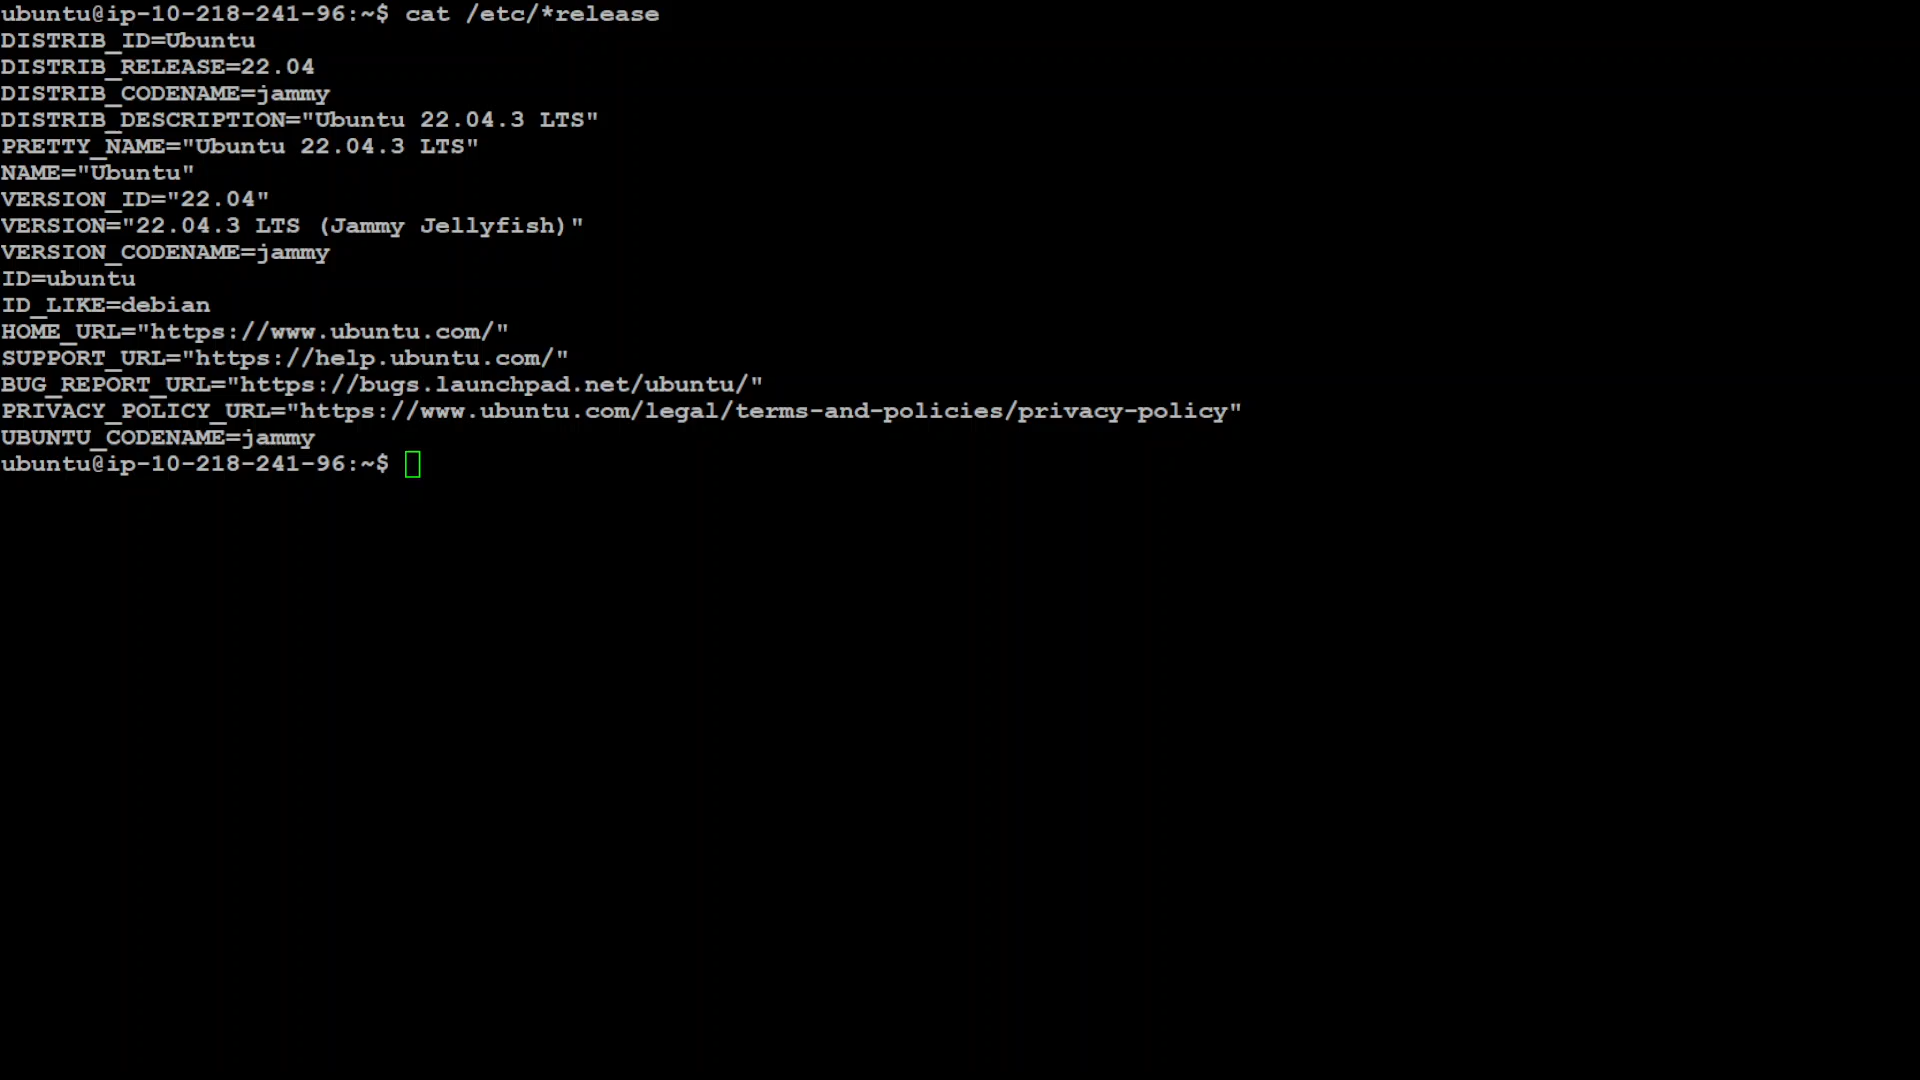 ubuntu@ip-10-218-241-96:~$ cat /etc/*release
DISTRIB_ID=Ubuntu
DISTRIB_RELEASE=22.04
DISTRIB_CODENAME=jammy
DISTRIB_DESCRIPTION="Ubuntu 22.04.3 LTS"
PRETTY_NAME="Ubuntu 22.04.3 LTS"
NAME="Ubuntu"
VERSION_ID="22.04"
VERSION="22.04.3 LTS (Jammy Jellyfish)"
VERSION_CODENAME=jammy
ID=ubuntu
ID_LIKE=debian
HOME_URL="https://www.ubuntu.com/"
SUPPORT_URL="https://help.ubuntu.com/"
BUG_REPORT_URL="https://bugs.launchpad.net/ubuntu/"
PRIVACY_POLICY_URL="https://www.ubuntu.com/legal/terms-and-policies/privacy-policy"
UBUNTU_CODENAME=jammy
ubuntu@ip-10-218-241-96:~$